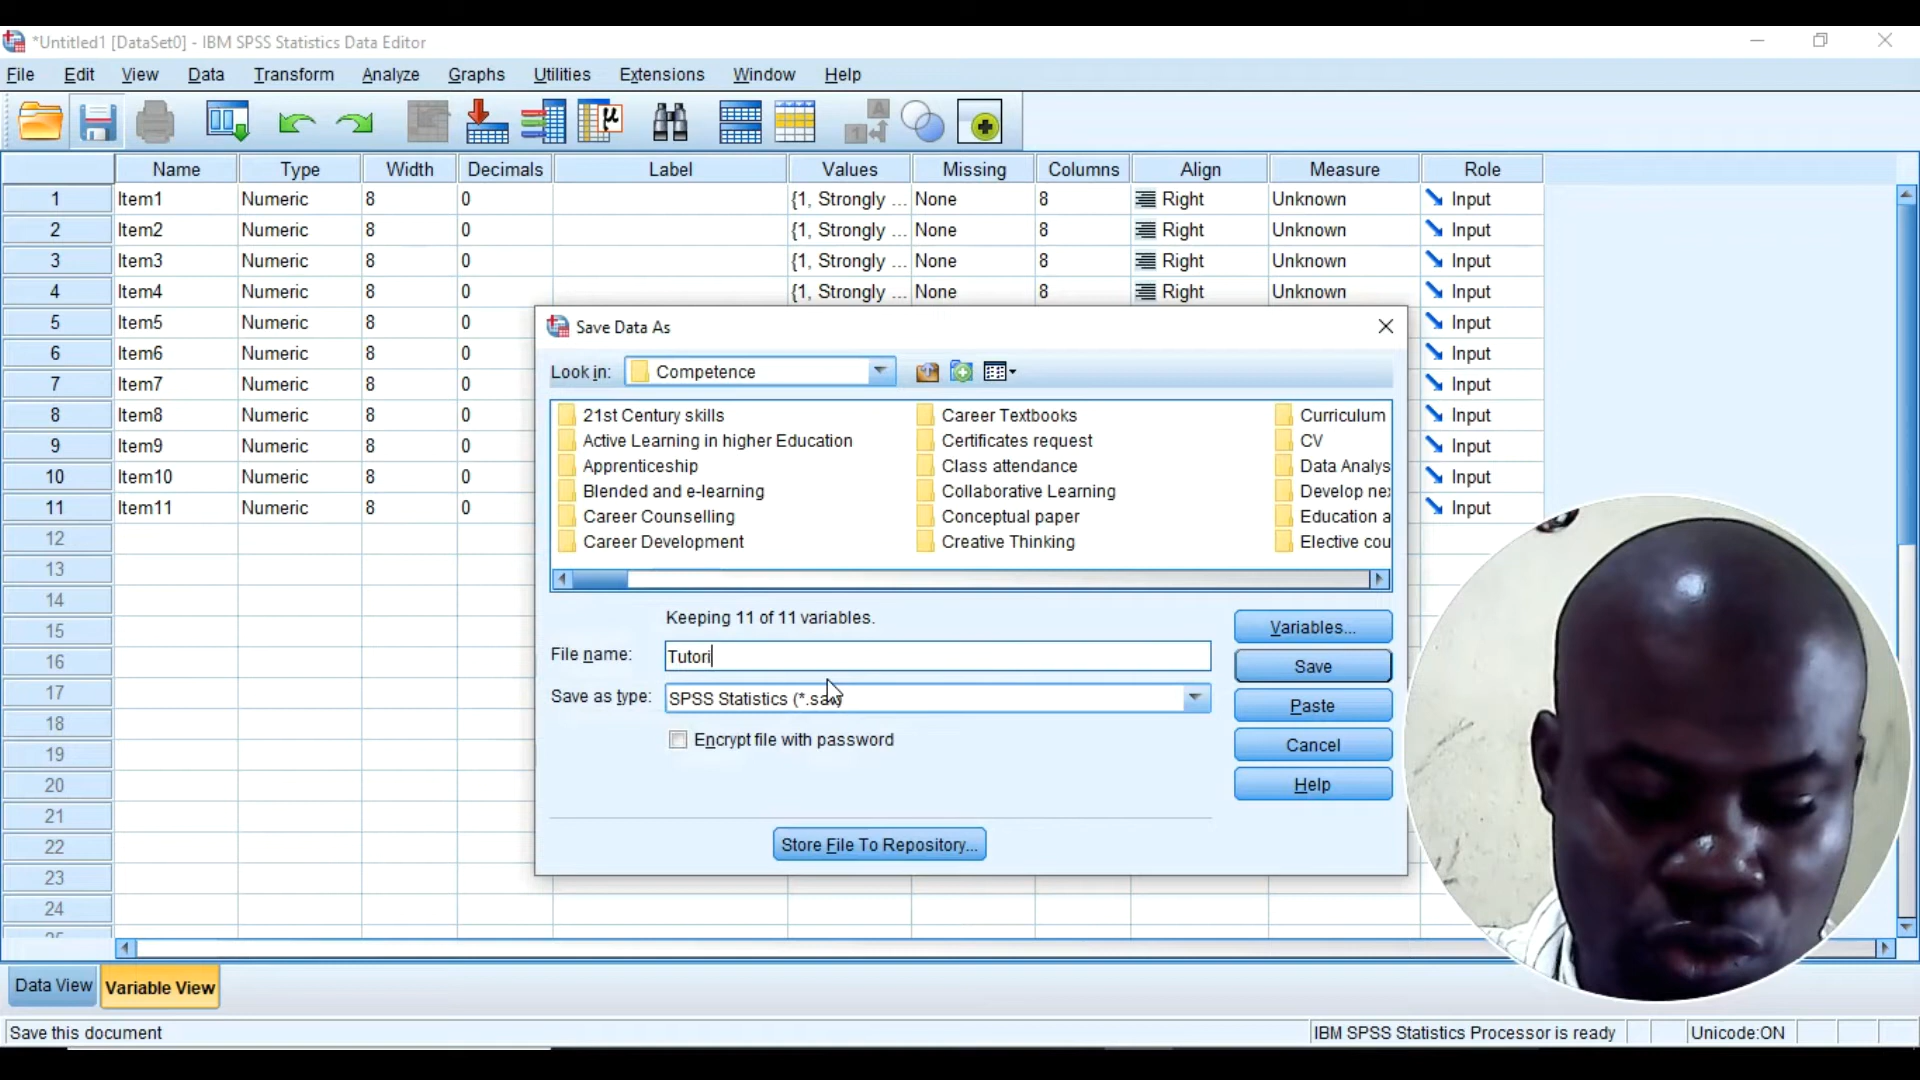 *Untitled1 [DataSet0] - IBM SPSS Statistics Data Editor
File Edit View Data Transform Analyze Graphs Utilities Extensions Window Help
Name Type Width Decimals Label Values Missing Columns Align Measure Role
1 Item1 Numeric 8 0 {1, Strongly ... None 8 Right Unknown Input
2 Item2 Numeric 8 0 {1, Strongly ... None 8 Right Unknown Input
3 Item3 Numeric 8 0 {1, Strongly ... None 8 Right Unknown Input
4 Item4 Numeric 8 0 {1, Strongly ... None 8 Right Unknown Input
5 Item5 Numeric 8 0 Input
6 Item6 Numeric 8 0 Input
7 Item7 Numeric 8 0 Input
8 Item8 Numeric 8 0 Input
9 Item9 Numeric 8 0 Input
10 Item10 Numeric 8 0 Input
11 Item11 Numeric 8 0 Input
12
13
14
15
16
17
18
19
20
21
22
23
24
Save Data As
Look in: Competence
21st Century skills Career Textbooks Curriculum
Active Learning in higher Education Certificates request CV
Apprenticeship Class attendance Data Analys
Blended and e-learning Collaborative Learning Develop nex
Career Counselling Conceptual paper Education a
Career Development Creative Thinking Elective cou
Keeping 11 of 11 variables.
Variables...
File name: Tutori
Save
Save as type: SPSS Statistics (*.sav)
Paste
Encrypt file with password
Cancel
Help
Store File To Repository...
Data View Variable View
Save this document IBM SPSS Statistics Processor is ready Unicode:ON